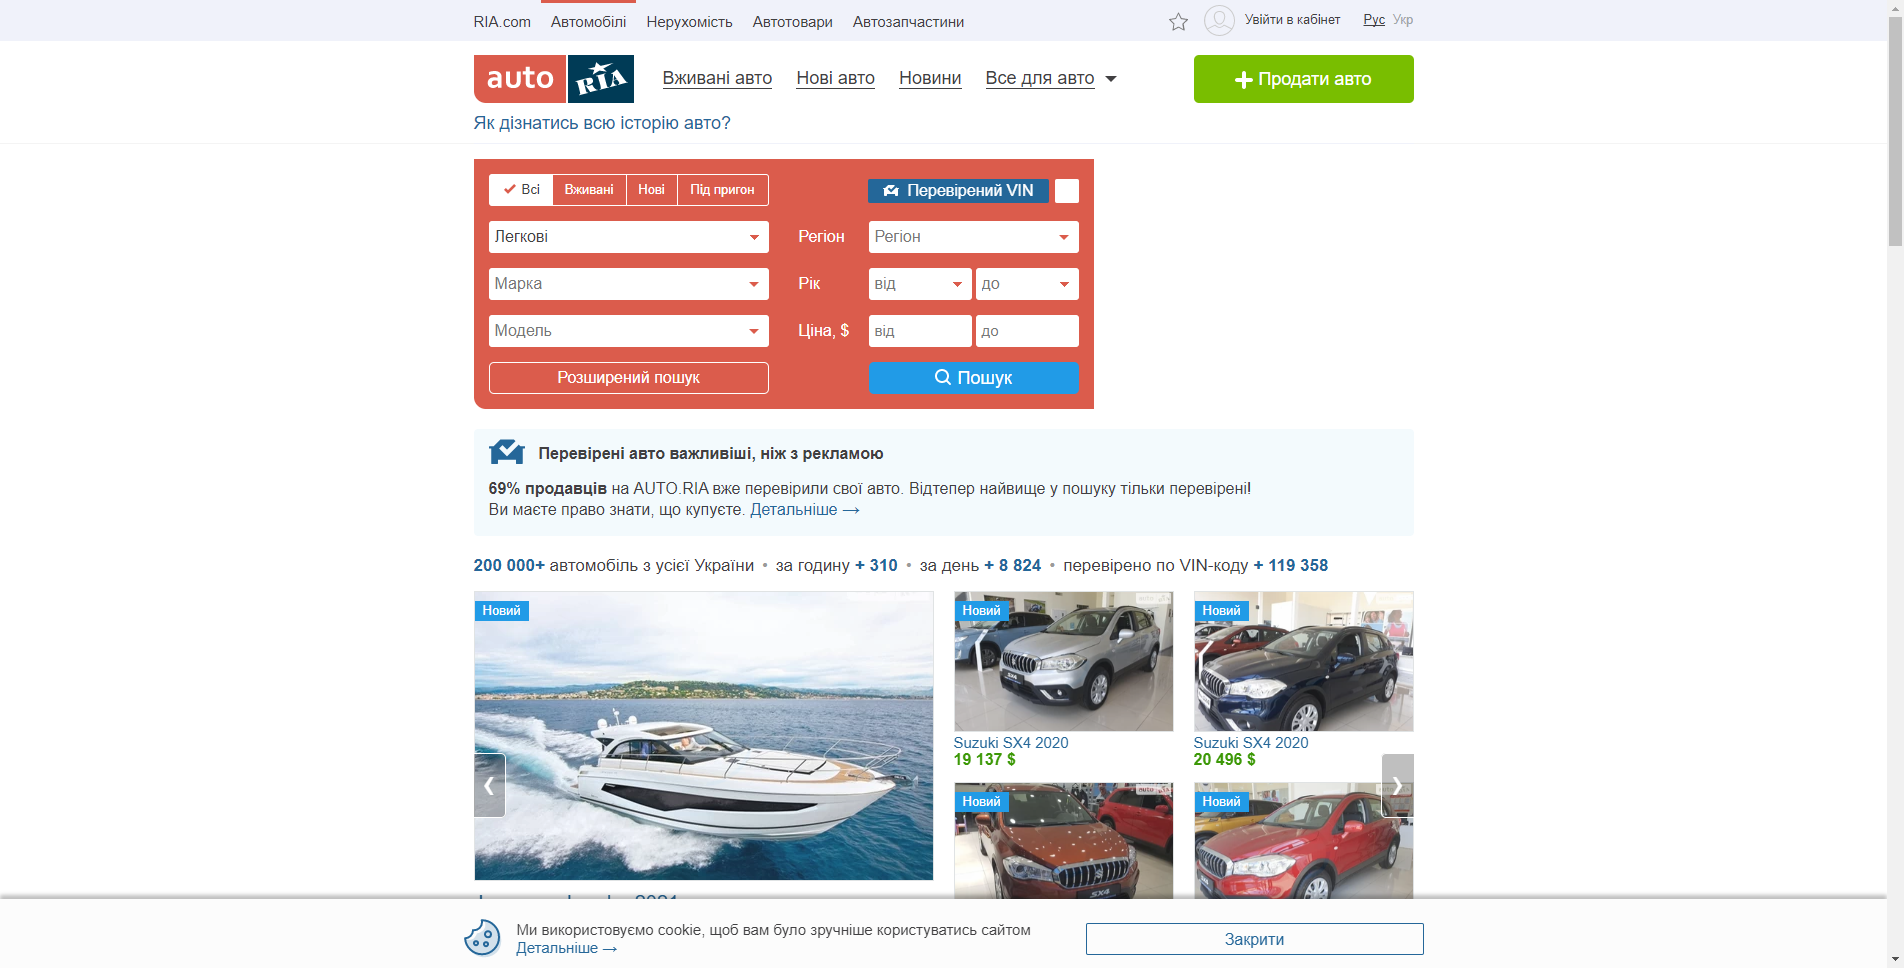 RIA.com Автомобілі Нерухомість Автотовари Автозапчастини Увійти в кабінет Рус Укр
auto RIA Вживані авто Нові авто Новини Все для авто Продати авто
Як дізнатись всю історію авто?
Всі Вживані Нові Під пригон Перевірений VIN
Легкові Регіон Регіон
Марка Рік від до
Модель Ціна, $ від до
Розширений пошук Пошук
Перевірені авто важливіші, ніж з рекламою
69% продавців на AUTO.RIA вже перевірили свої авто. Відтепер найвище у пошуку тільки перевірені!
Ви маєте право знати, що купуєте. Детальніше →
200 000+ автомобіль з усієї України • за годину + 310 • за день + 8 824 • перевірено по VIN-коду + 119 358
Новий Новий Новий
SX4
Suzuki SX4 2020 Suzuki SX4 2020
19 137 $ 20 496 $
Новий Новий
auto
SX4
Ми використовуємо cookie, щоб вам було зручніше користуватись сайтом
Детальніше →
Закрити